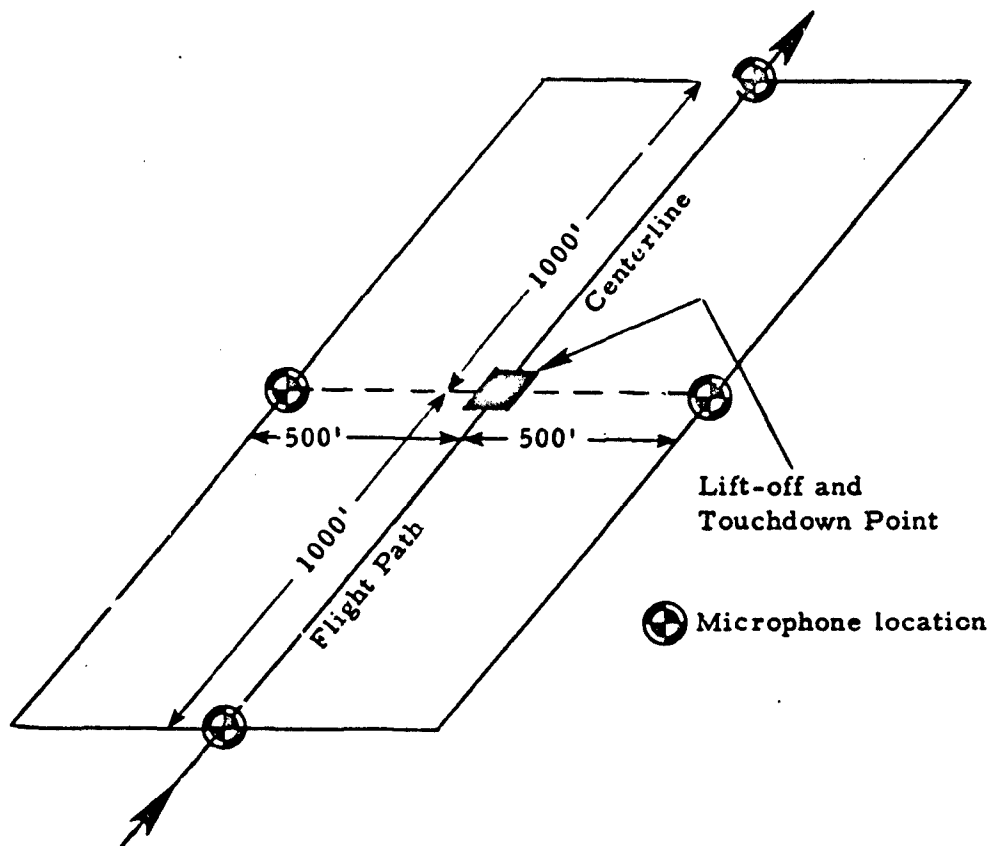 1000'
Centerline
500'
500'
1000'
Flight Path
Lift-off and
Touchdown Point
Microphone location